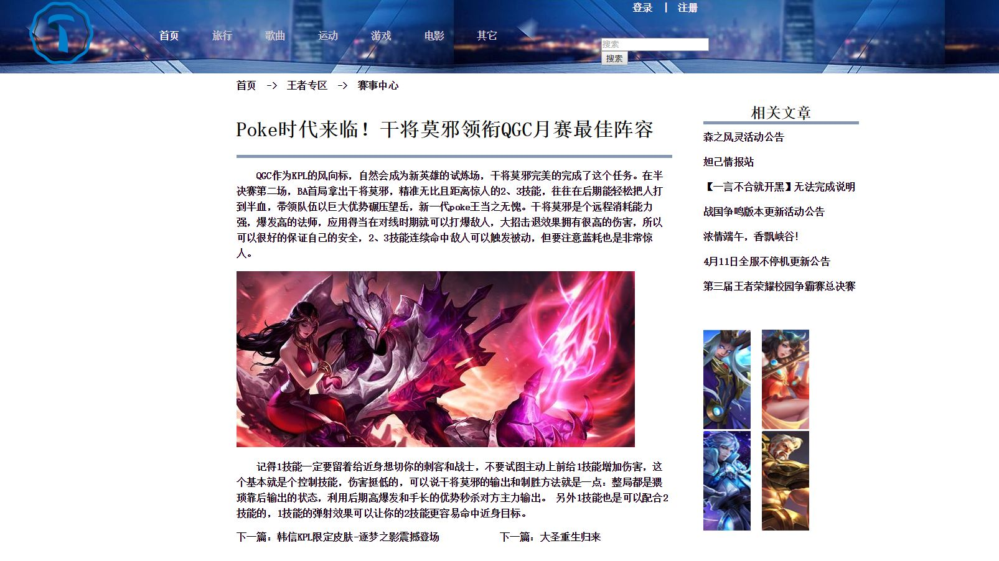 登录 | 注册
首页 旅行 歌曲 运动 游戏 电影 其它
搜索
搜索
首页 -> 王者专区 -> 赛事中心
Poke时代来临！干将莫邪领衔QGC月赛最佳阵容
QGC作为KPL的风向标，自然会成为新英雄的试炼场，干将莫邪完美的完成了这个任务。在半
决赛第二场，BA首局拿出干将莫邪，精准无比且距离惊人的2、3技能，往往在后期能轻松把人打
到半血，带领队伍以巨大优势碾压望岳，新一代poke王当之无愧。干将莫邪是个远程消耗能力
强，爆发高的法师，应用得当在对线时期就可以打爆敌人，大招击退效果拥有很高的伤害，所以
可以很好的保证自己的安全，2、3技能连续命中敌人可以触发被动，但要注意蓝耗也是非常惊
人。
记得1技能一定要留着给近身想切你的刺客和战士，不要试图主动上前给1技能增加伤害，这
个基本就是个控制技能，伤害挺低的，可以说干将莫邪的输出和制胜方法就是一点：整局都是猥
琐靠后输出的状态，利用后期高爆发和手长的优势秒杀对方主力输出。 另外1技能也是可以配合2
技能的，1技能的弹射效果可以让你的2技能更容易命中近身目标。
下一篇：韩信KPL限定皮肤-逐梦之影震撼登场 下一篇：大圣重生归来
相关文章
森之风灵活动公告
妲己情报站
【一言不合就开黑】无法完成说明
战国争鸣版本更新活动公告
浓情端午，香飘峡谷！
4月11日全服不停机更新公告
第三届王者荣耀校园争霸赛总决赛